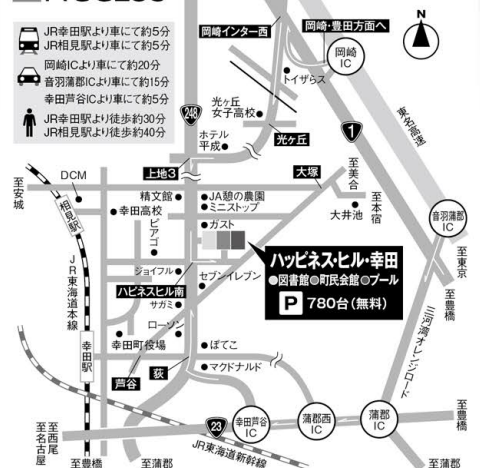 ACCESS
JR幸田駅より車にて約5分
JR相見駅より車にて約5分
岡崎ICより車にて約20分
音羽蒲郡ICより車にて約15分
幸田芦谷ICより車にて約5分
JR幸田駅より徒歩約30分
JR相見駅より徒歩約40分
岡崎インター西
岡崎・豊田方面へ
N
岡崎
IC
トイザらス
東名高速
光ヶ丘
女子高校
248
1
光ヶ丘
ホテル
平成
上地3
大塚
至美合
至本宿
DCM
至安城
相見駅
精文館
JA憩の農園
ミニストップ
幸田高校
ガスト
大井池
音羽蒲郡
IC
ピアゴ
ハッピネス・ヒル・幸田
●図書館●町民会館●プール
P 780台(無料)
至東京
至豊橋
JR東海道本線
ジョイフル
セブンイレブン
ハピネスヒル南
サガミ
ローソン
三河湾オレンジロード
幸田駅
幸田町役場
ぽてこ
マクドナルド
荻
芦谷
23
幸田芦谷
IC
蒲郡西
IC
蒲郡
IC
至豊橋
至西尾
至名古屋
JR東海道新幹線
至豊橋
至蒲郡
至蒲郡